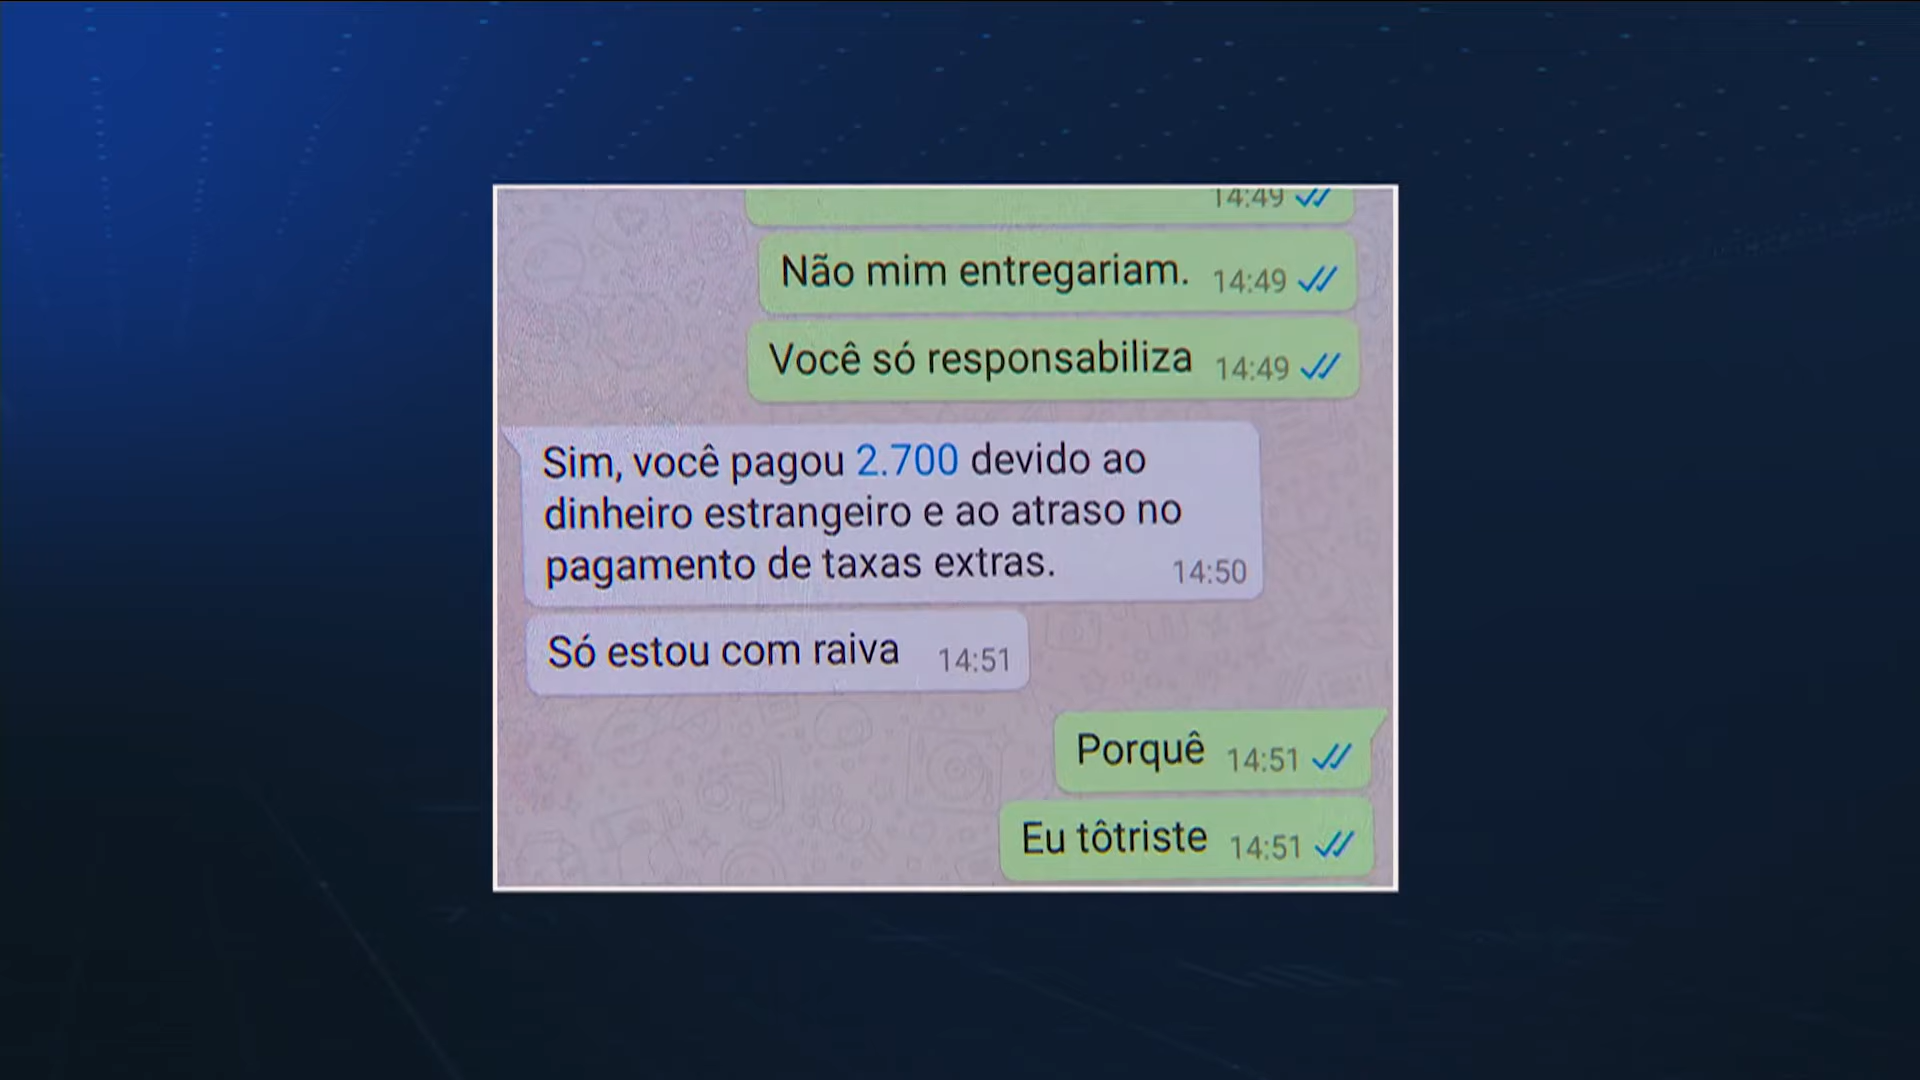 14:49
Não mim entregariam. 14:49
Você só responsabiliza 14:49
Sim, você pagou 2.700 devido ao
dinheiro estrangeiro e ao atraso no
pagamento de taxas extras. 14:50
Só estou com raiva 14:51
Porquê 14:51
Eu tôtriste 14:51